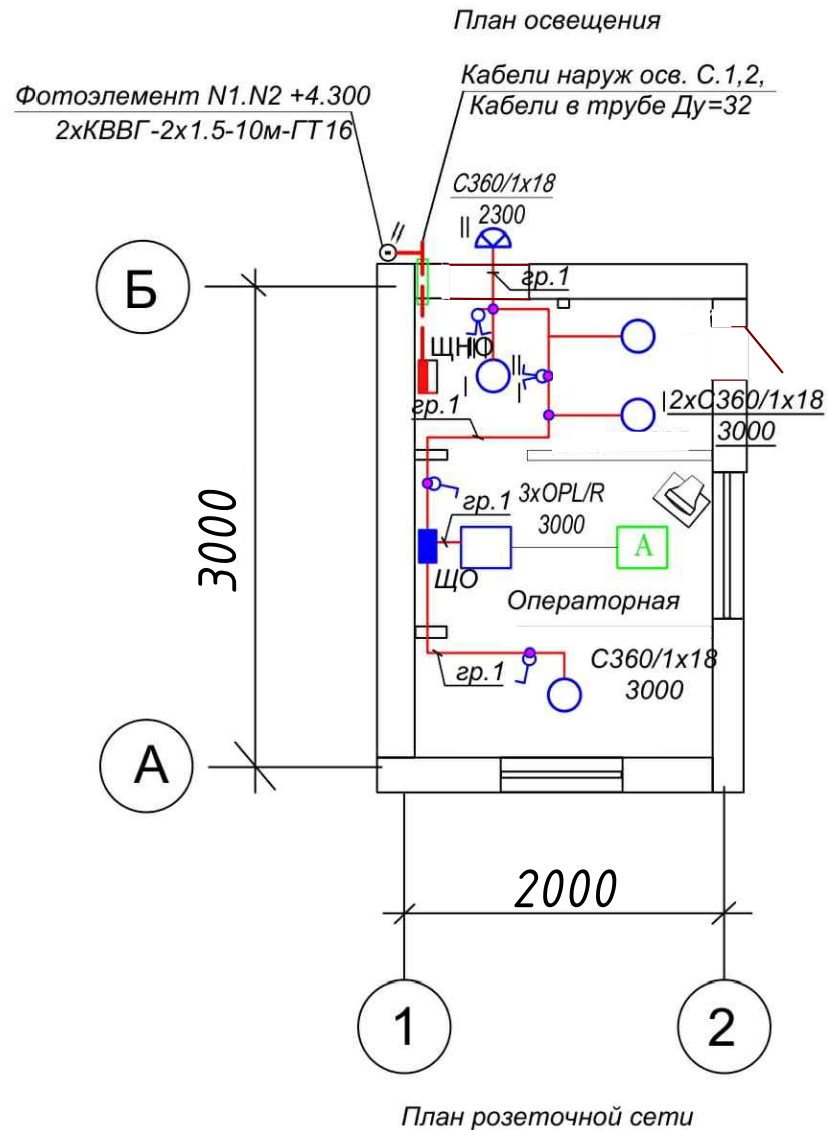 План освещения
Фотоэлемент N1.N2 +4.300
2хКВВГ-2х1.5-10м-ГТ16
Кабели наруж осв. С.1,2,
Кабели в трубе Ду=32
С360/1х18
2300
||
//
Б
гр.1
ЩНО
||
|
||
|
гр.1
|2хС360/1х18
3000
3000
гр.1
3хOPL/R
3000
А
ЩО
Операторная
С360/1х18
3000
гр.1
А
2000
1
2
План розеточной сети